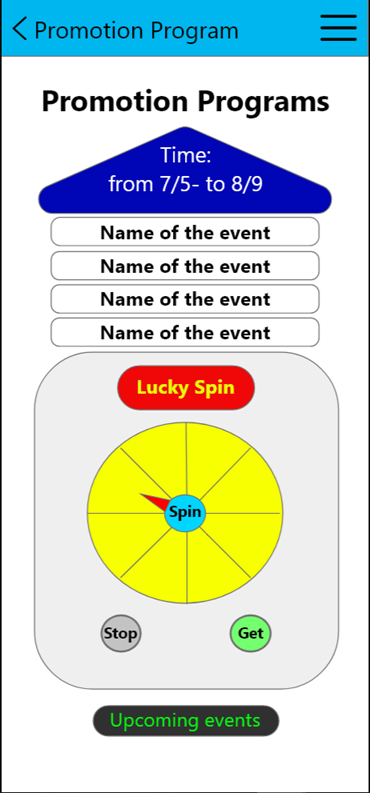 Promotion Program
Promotion Programs
Time:
from 7/5- to 8/9
Name of the event
Name of the event
Name of the event
Name of the event
Lucky Spin
Spin
Stop
Get
Upcoming events